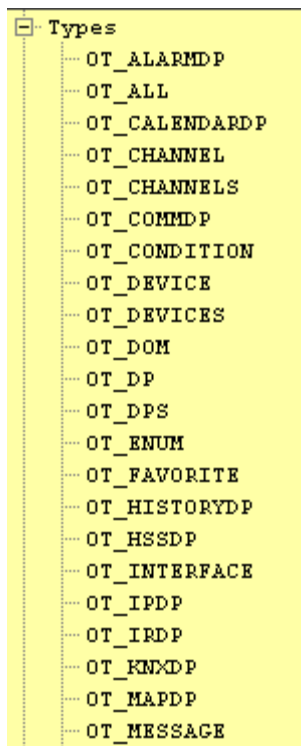 Types
OT_ALARMDP
OT_ALL
OT_CALENDARDP
OT_CHANNEL
OT_CHANNELS
OT_COMMDP
OT_CONDITION
OT_DEVICE
OT_DEVICES
OT_DOM
OT_DP
OT_DPS
OT_ENUM
OT_FAVORITE
OT_HISTORYDP
OT_HSSDP
OT_INTERFACE
OT_IPDP
OT_IRDP
OT_KNXDP
OT_MAPDP
OT_MESSAGE